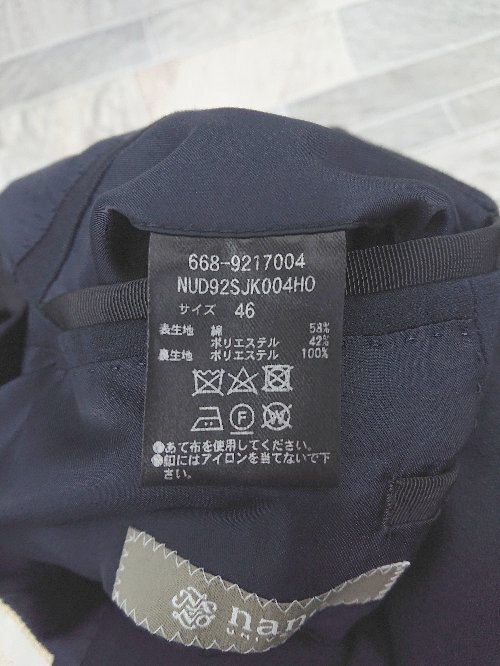 668-9217004
NUD92SJK004HO
サイズ 46
表生地 綿 58%
ポリエステル 42%
裏生地 ポリエステル 100%
F W
●あて布を使用してください。
●釦にはアイロンを当てないで下
さい。